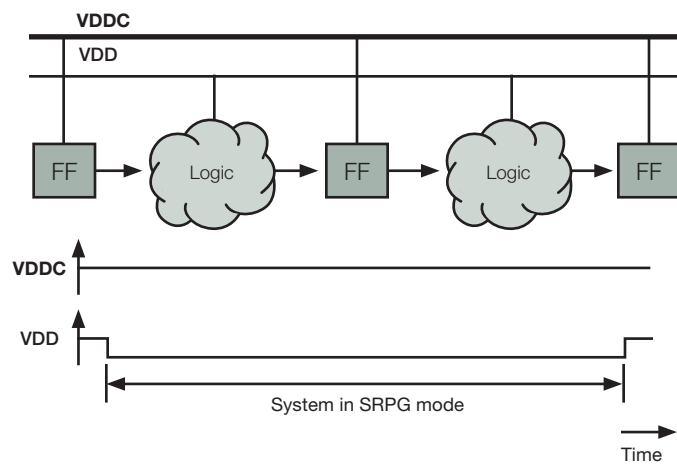 VDDC
VDD
FF
Logic
FF
Logic
FF
VDDC
VDD
System in SRPG mode
Time